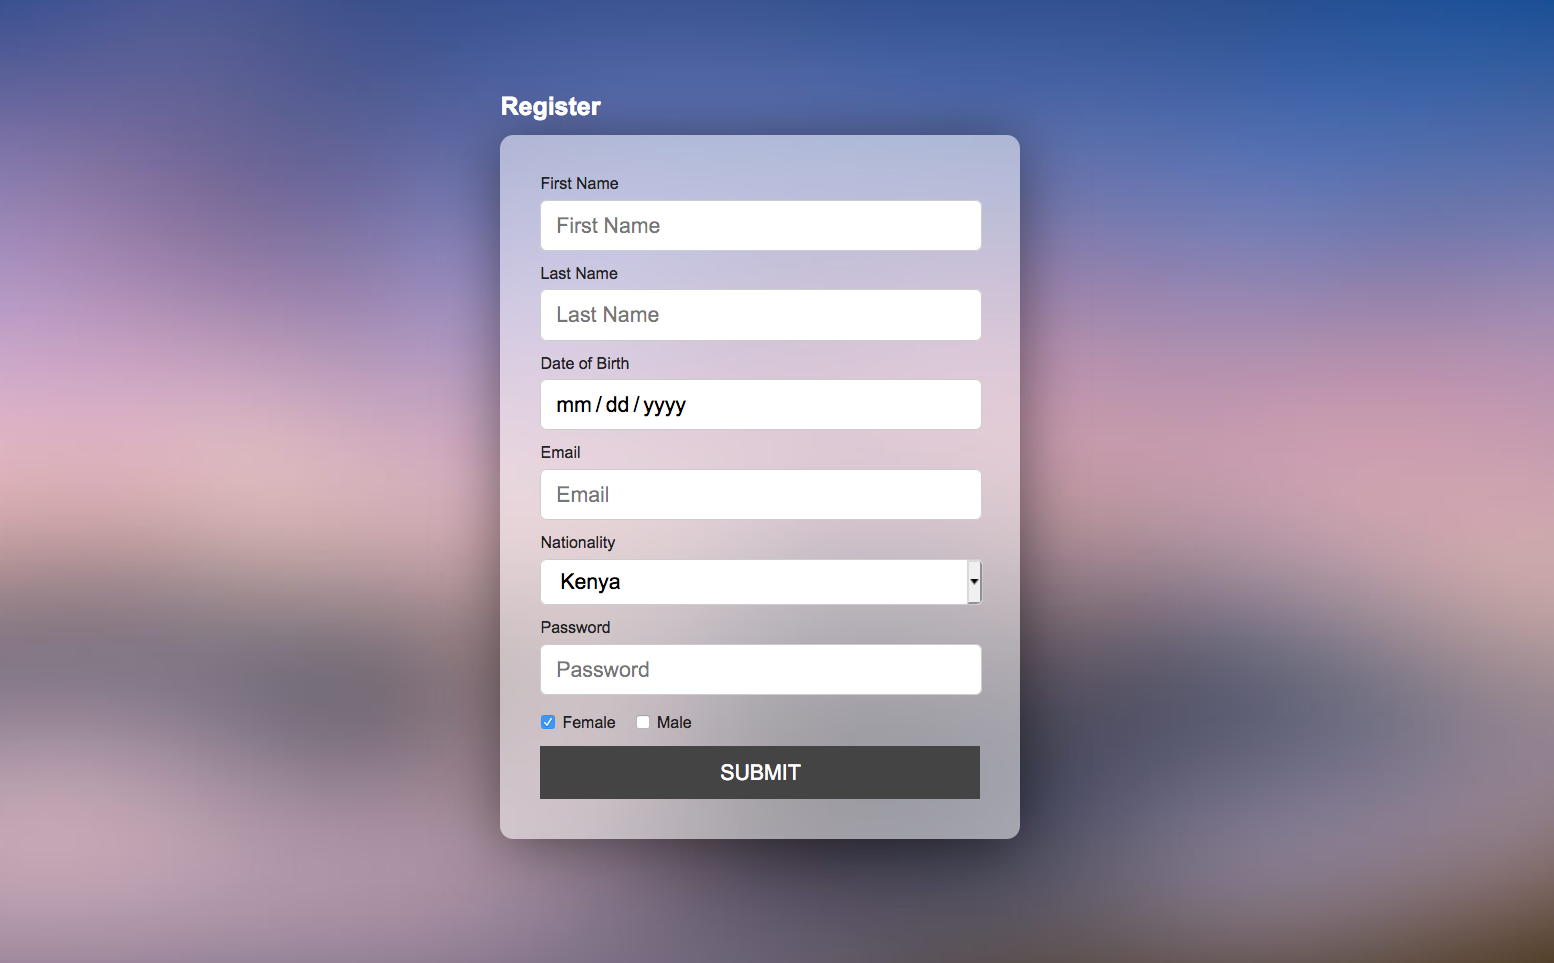 Register
First Name
First Name
Last Name
Last Name
Date of Birth
mm / dd / yyyy
Email
Email
Nationality
Kenya
Password
Password
Female Male
SUBMIT